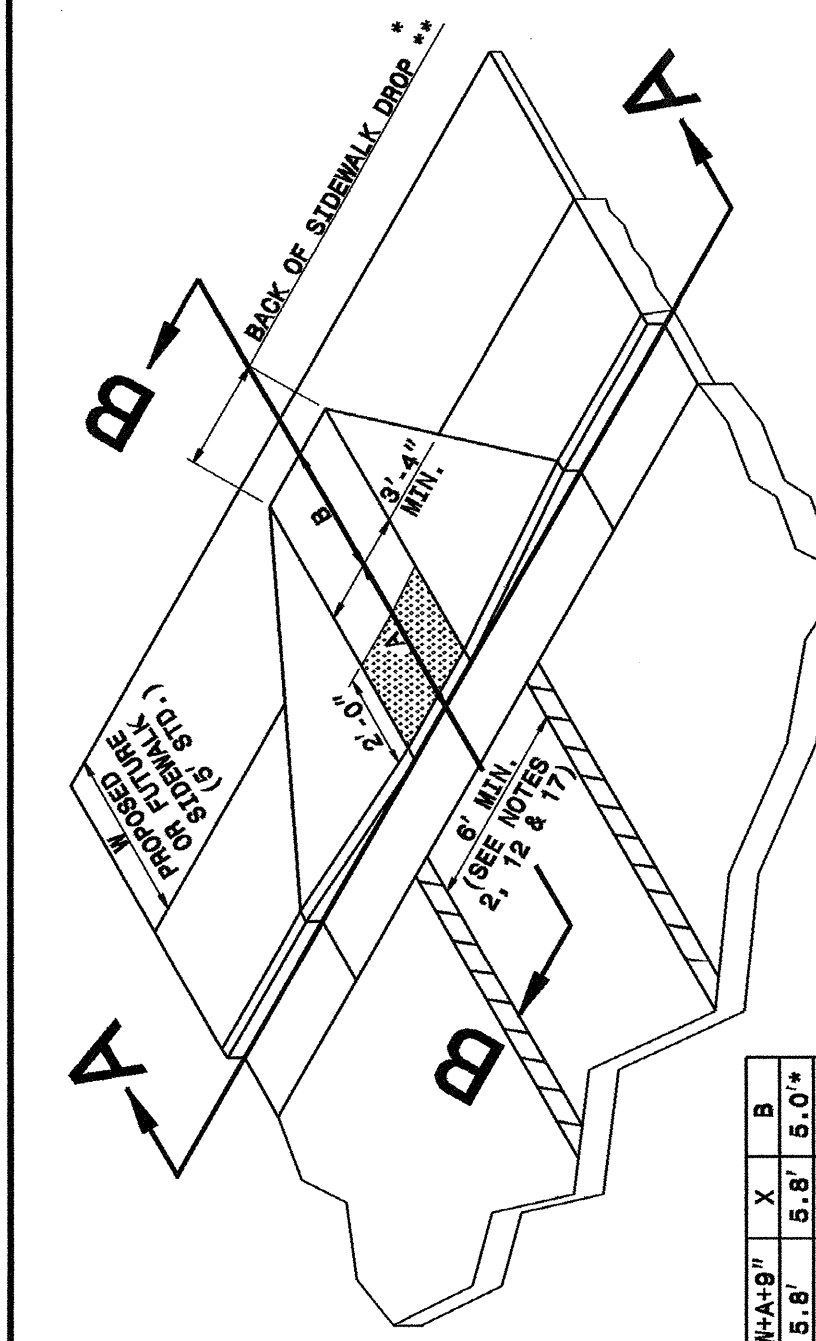 BACK OF SIDEWALK DROP *
**
B
A
W
PROPOSED
OR FUTURE
SIDEWALK
(5' STD.)
B
3'-4"
MIN.
A
2'-0"
6' MIN.
(SEE NOTES
2, 12 & 17)
A
B
W+A+9" X B
5.8' 5.8' 5.0'*